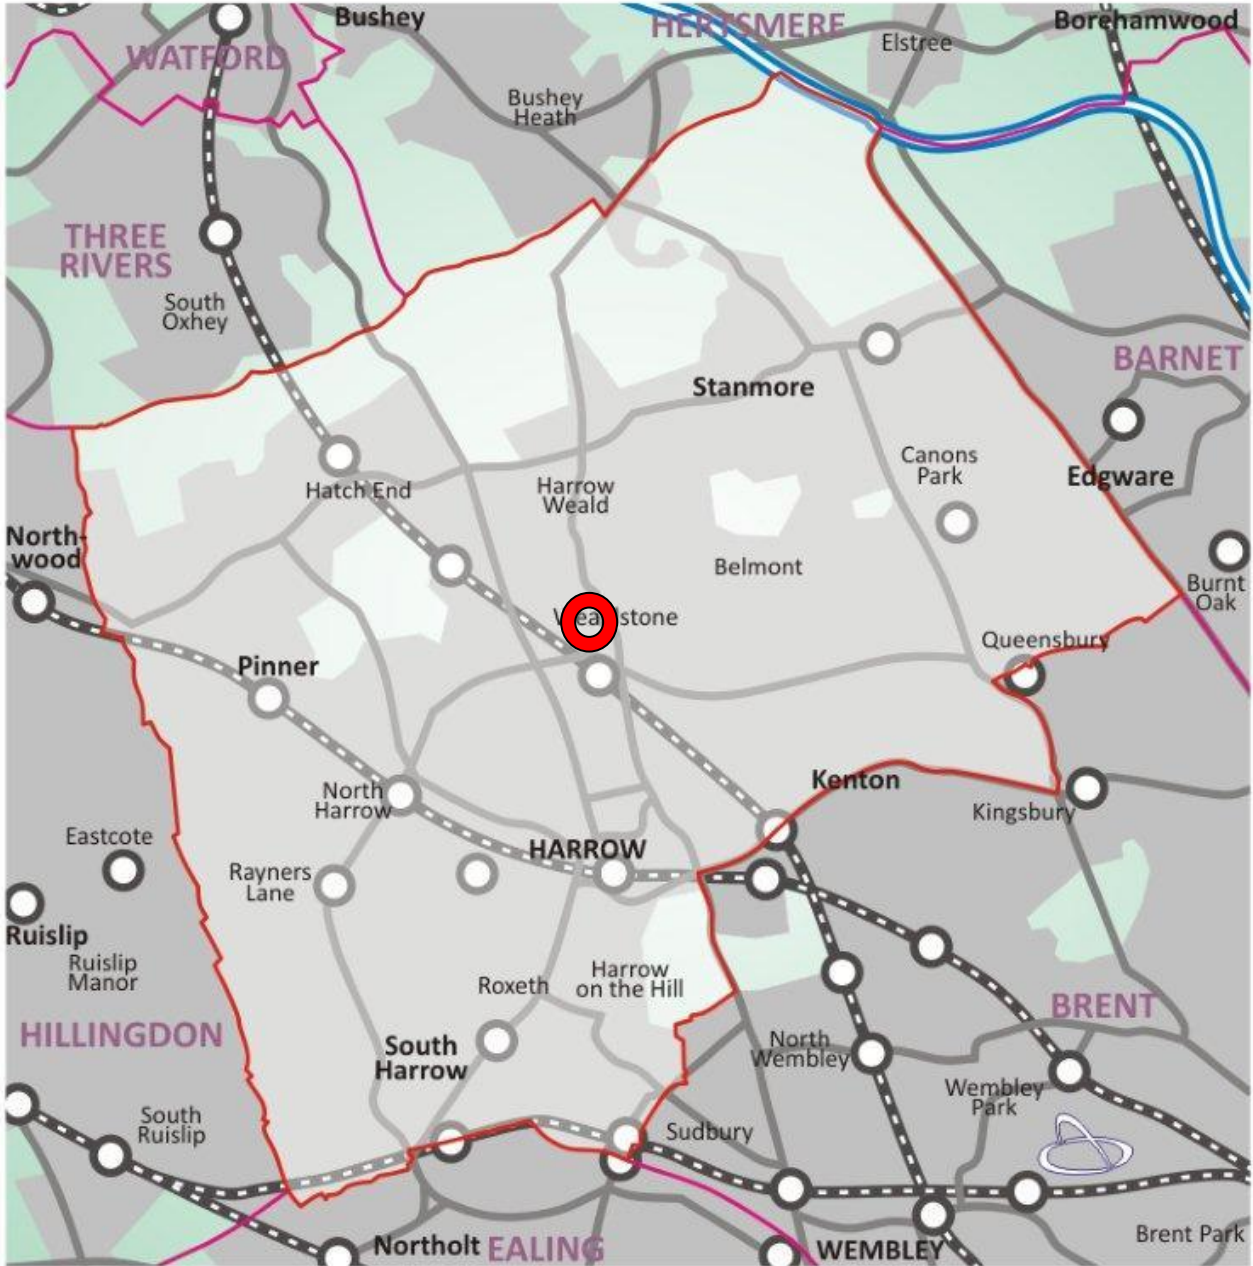 Bushey
HERTSMERE
Borehamwood
Elstree
WATFORD
Bushey
Heath
THREE
RIVERS
South
Oxhey
BARNET
Stanmore
Canons
Park
Edgware
Hatch End
Harrow
Weald
North-
wood
Belmont
Burnt
Oak
Queensbury
Pinner
Kenton
North
Harrow
Kingsbury
Eastcote
HARROW
Rayners
Lane
Ruislip
Ruislip
Manor
Roxeth
Harrow
on the Hill
BRENT
HILLINGDON
South
Harrow
North
Wembley
Wembley
Park
South
Ruislip
Sudbury
Brent Park
Northolt
EALING
WEMBLEY